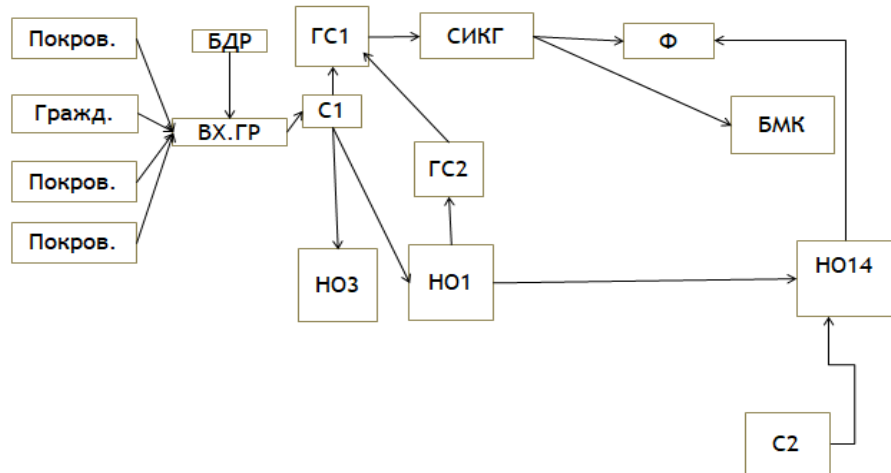 Покров.
БДР
ГС1
СИКГ
Ф
Гражд.
ВХ.ГР
С1
БМК
Покров.
ГС2
Покров.
НО3
НО1
НО14
С2